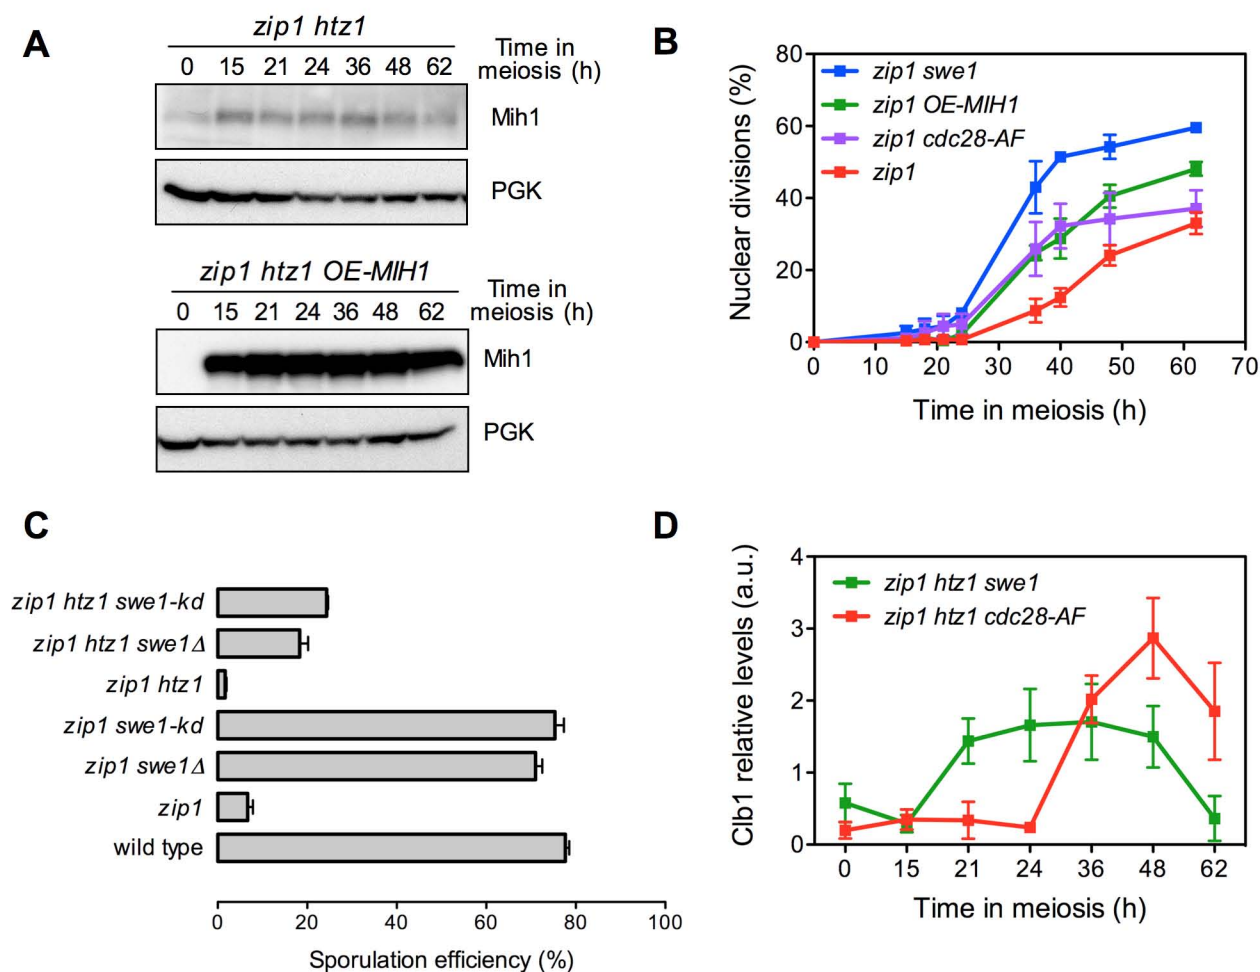 A
zip1 htz1
Time in
meiosis (h)
0 15 21 24 36 48 62
Mih1
PGK
zip1 htz1 OE-MIH1
Time in
meiosis (h)
0 15 21 24 36 48 62
Mih1
PGK
B
Nuclear divisions (%)
80
60
40
20
0
zip1 swe1
zip1 OE-MIH1
zip1 cdc28-AF
zip1
0 10 20 30 40 50 60 70
Time in meiosis (h)
C
zip1 htz1 swe1-kd
zip1 htz1 swe1Δ
zip1 htz1
zip1 swe1-kd
zip1 swe1Δ
zip1
wild type
0 20 40 60 80 100
Sporulation efficiency (%)
D
Clb1 relative levels (a.u.)
4
3
2
1
0
zip1 htz1 swe1
zip1 htz1 cdc28-AF
0 15 21 24 36 48 62
Time in meiosis (h)